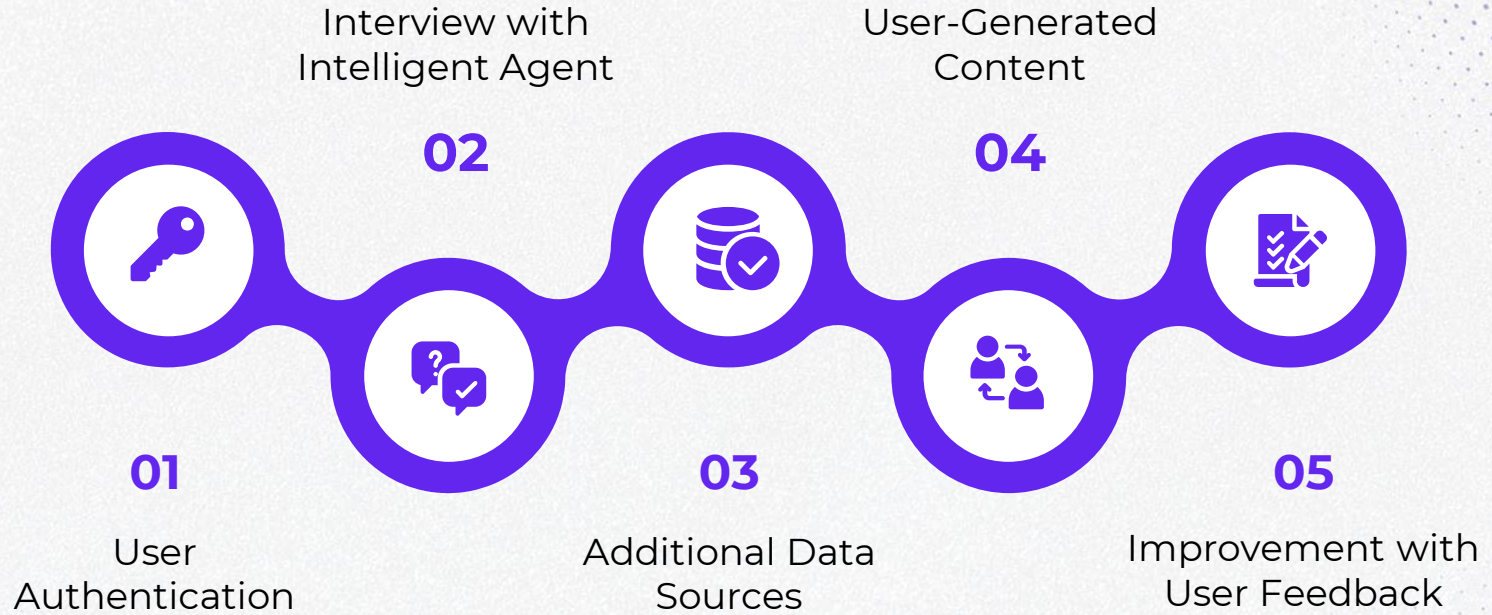 Interview with
Intelligent Agent
User-Generated
Content
02
04
01
03
05
User
Authentication
Additional Data
Sources
Improvement with
User Feedback
?